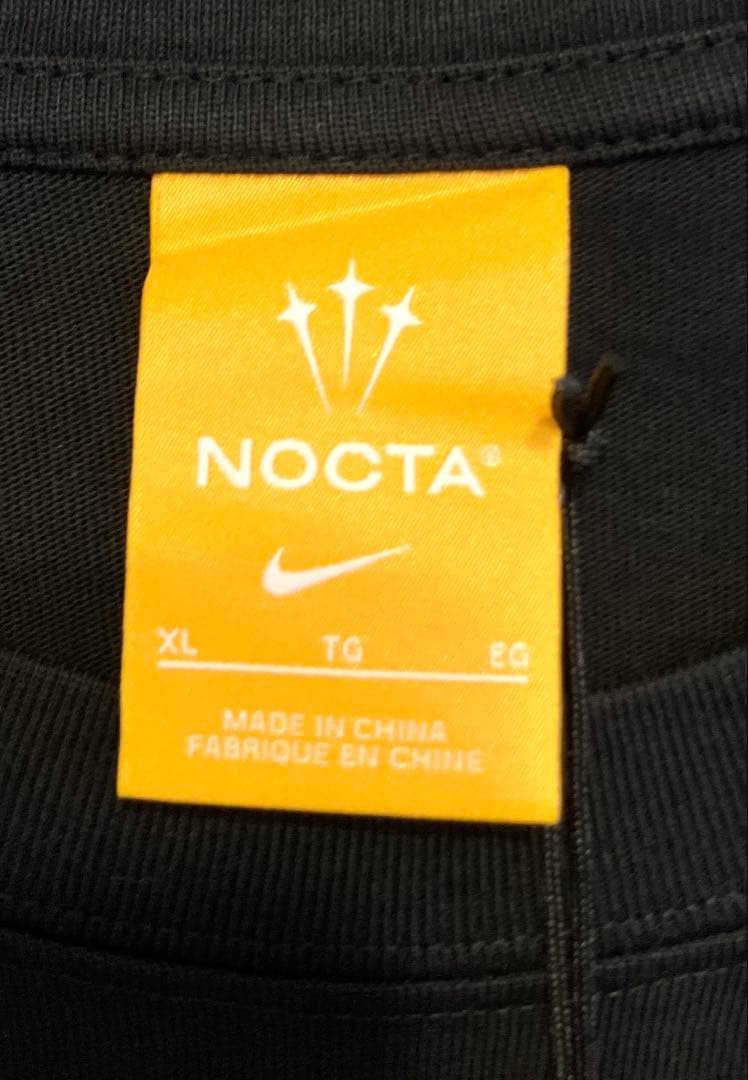 NOCTA®
XL TG EG
MADE IN CHINA
FABRIQUE EN CHINE